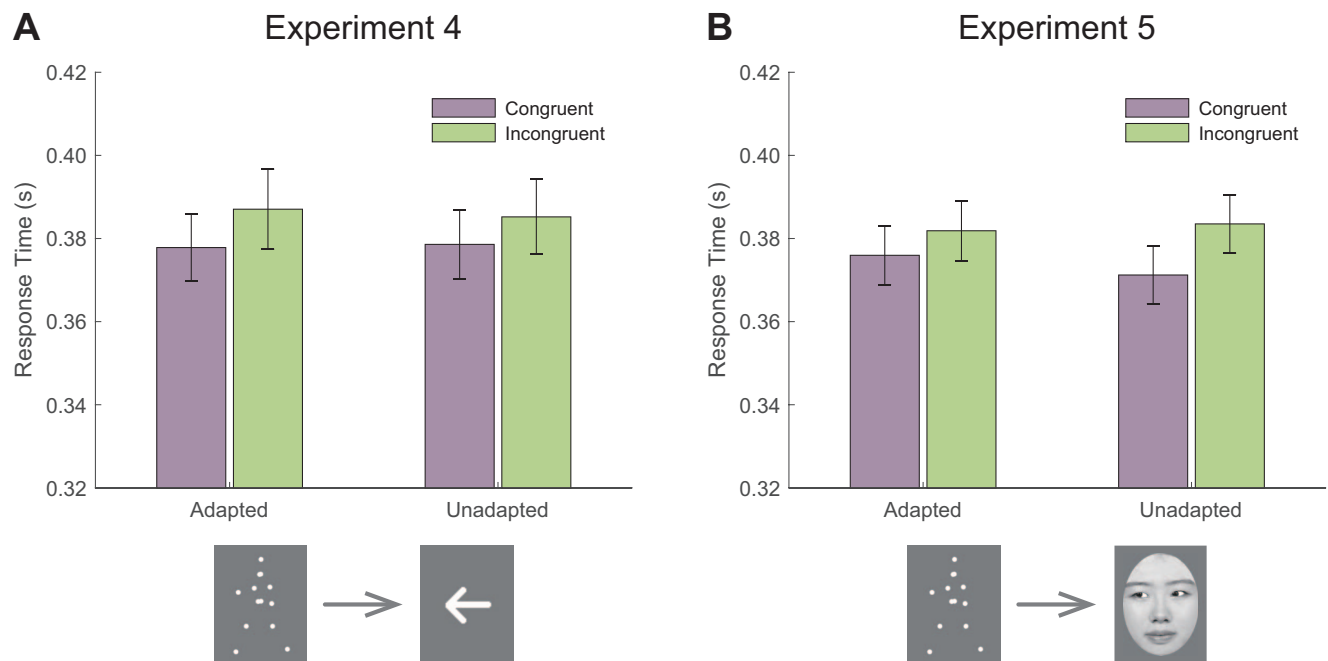 A
Experiment 4
0.42
0.40
0.38
0.36
0.34
0.32
Response Time (s)
Congruent
Incongruent
Adapted
Unadapted
B
Experiment 5
0.42
0.40
0.38
0.36
0.34
0.32
Response Time (s)
Congruent
Incongruent
Adapted
Unadapted